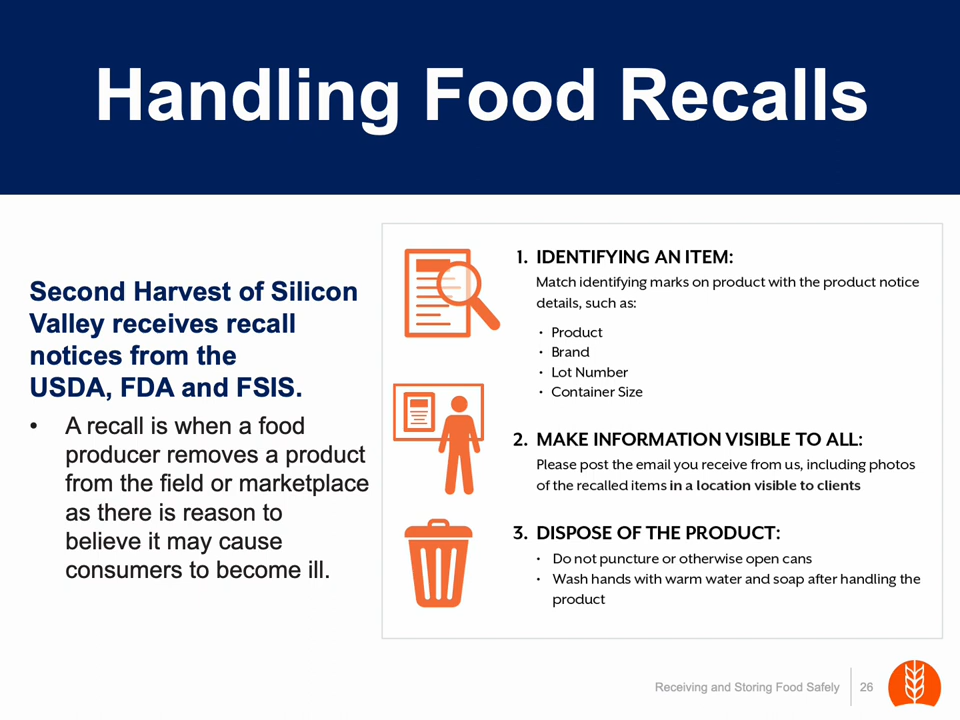 Handling Food Recalls
Second Harvest of Silicon
Valley receives recall
notices from the
USDA, FDA and FSIS.
• A recall is when a food
producer removes a product
from the field or marketplace
as there is reason to
believe it may cause
consumers to become ill.
1. IDENTIFYING AN ITEM:
Match identifying marks on product with the product notice
details, such as:
• Product
• Brand
• Lot Number
• Container Size
2. MAKE INFORMATION VISIBLE TO ALL:
Please post the email you receive from us, including photos
of the recalled items in a location visible to clients
3. DISPOSE OF THE PRODUCT:
• Do not puncture or otherwise open cans
• Wash hands with warm water and soap after handling the
product
Receiving and Storing Food Safely 26